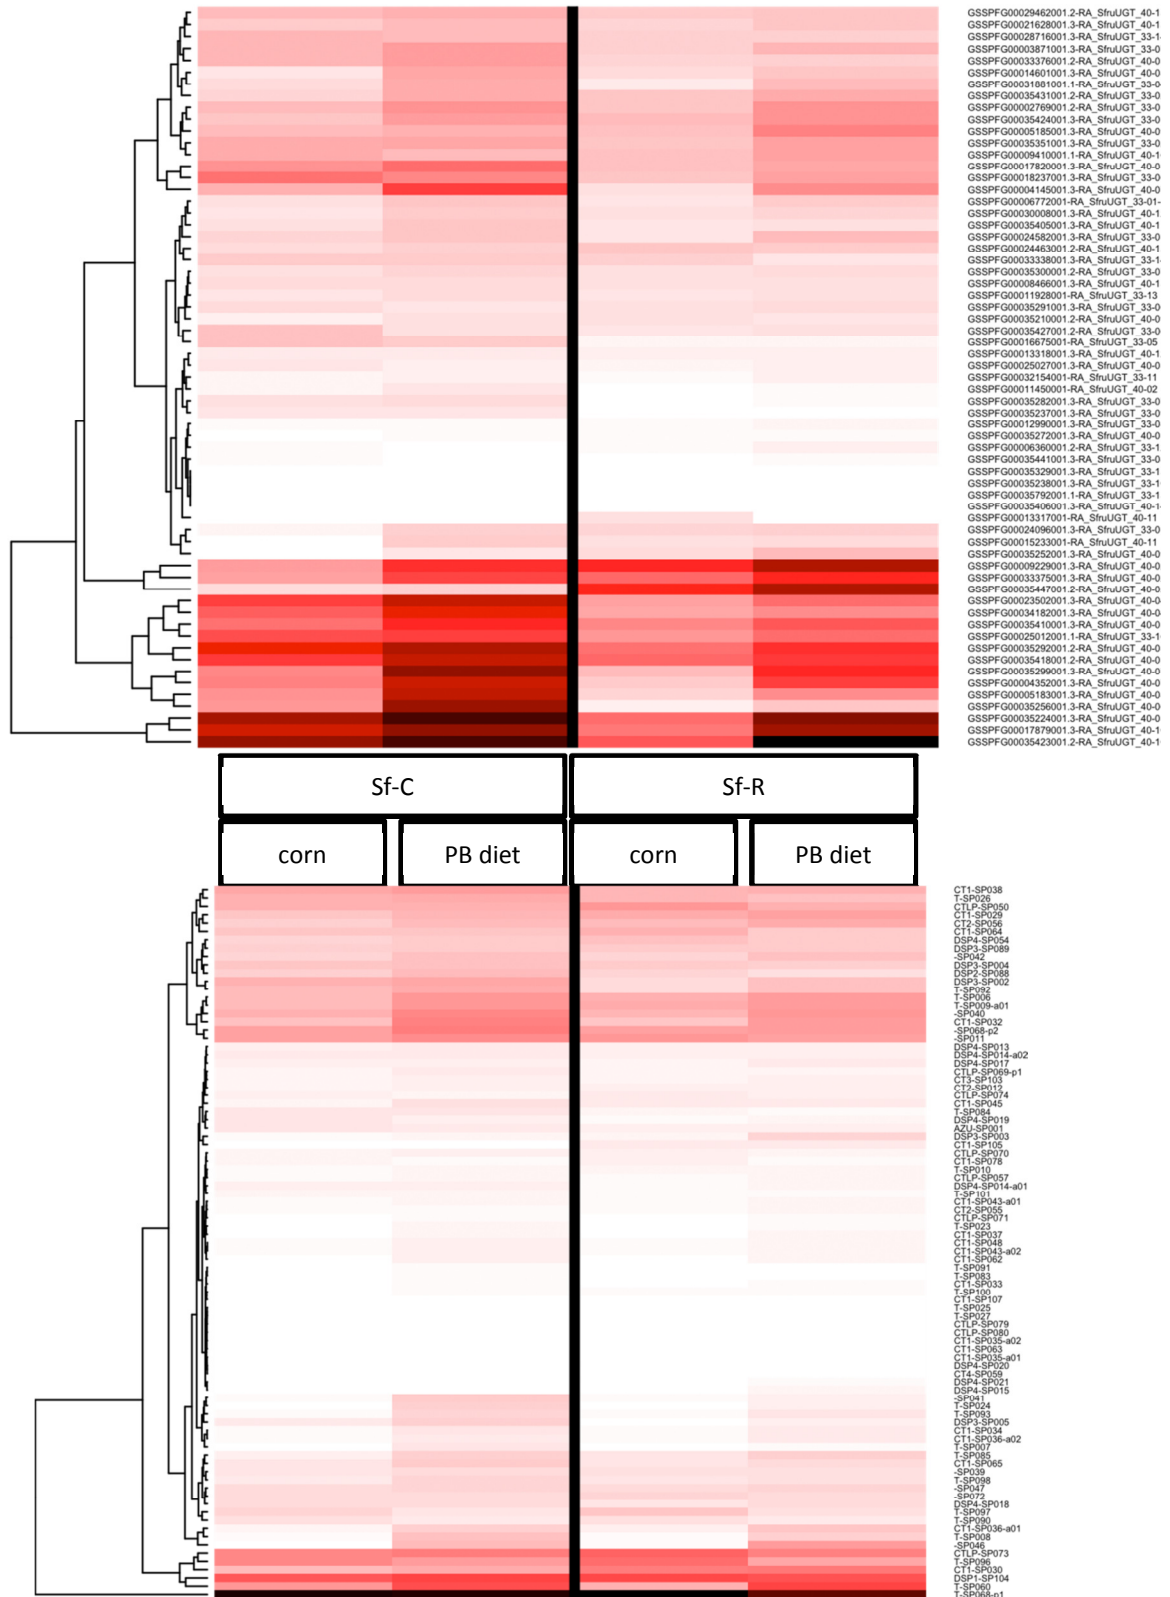 GSSPFG00029462001.2-RA_SfruUGT_40-1
GSSPFG00021628001.3-RA_SfruUGT_40-1
GSSPFG00028716001.3-RA_SfruUGT_33-1
GSSPFG00003871001.3-RA_SfruUGT_33-0
GSSPFG00033376001.2-RA_SfruUGT_40-0
GSSPFG00014601001.3-RA_SfruUGT_40-0
GSSPFG00031881001.1-RA_SfruUGT_33-0
GSSPFG00035431001.2-RA_SfruUGT_33-0
GSSPFG00002769001.2-RA_SfruUGT_33-0
GSSPFG00035424001.3-RA_SfruUGT_33-0
GSSPFG00005185001.3-RA_SfruUGT_40-0
GSSPFG00035351001.3-RA_SfruUGT_33-0
GSSPFG00009410001.1-RA_SfruUGT_40-1
GSSPFG00017820001.3-RA_SfruUGT_40-0
GSSPFG00018237001.3-RA_SfruUGT_33-0
GSSPFG00004145001.3-RA_SfruUGT_40-0
GSSPFG00006772001-RA_SfruUGT_33-01-
GSSPFG00030008001.3-RA_SfruUGT_40-1
GSSPFG00035405001.3-RA_SfruUGT_40-1
GSSPFG00024582001.3-RA_SfruUGT_33-0
GSSPFG00024463001.2-RA_SfruUGT_40-1
GSSPFG00033338001.3-RA_SfruUGT_33-1
GSSPFG00035300001.2-RA_SfruUGT_33-0
GSSPFG00008466001.3-RA_SfruUGT_40-1
GSSPFG00011928001-RA_SfruUGT_33-13
GSSPFG00035291001.3-RA_SfruUGT_33-0
GSSPFG00035210001.2-RA_SfruUGT_40-0
GSSPFG00035427001.2-RA_SfruUGT_33-0
GSSPFG00016675001-RA_SfruUGT_33-05
GSSPFG00013318001.3-RA_SfruUGT_40-1
GSSPFG00025027001.3-RA_SfruUGT_40-0
GSSPFG00032154001-RA_SfruUGT_33-11
GSSPFG00011450001-RA_SfruUGT_40-02
GSSPFG00035282001.3-RA_SfruUGT_33-0
GSSPFG00035237001.3-RA_SfruUGT_33-0
GSSPFG00012990001.3-RA_SfruUGT_33-0
GSSPFG00035272001.3-RA_SfruUGT_40-0
GSSPFG00006360001.2-RA_SfruUGT_33-1
GSSPFG00035441001.3-RA_SfruUGT_33-0
GSSPFG00035329001.3-RA_SfruUGT_33-1
GSSPFG00035238001.3-RA_SfruUGT_33-1
GSSPFG00035792001.1-RA_SfruUGT_33-1
GSSPFG00035406001.3-RA_SfruUGT_40-1
GSSPFG00013317001-RA_SfruUGT_40-11
GSSPFG00024096001.3-RA_SfruUGT_33-0
GSSPFG00015233001-RA_SfruUGT_40-11
GSSPFG00035252001.3-RA_SfruUGT_40-0
GSSPFG00009229001.3-RA_SfruUGT_40-0
GSSPFG00033375001.3-RA_SfruUGT_40-0
GSSPFG00035447001.2-RA_SfruUGT_40-0
GSSPFG00023502001.3-RA_SfruUGT_40-0
GSSPFG00034182001.3-RA_SfruUGT_40-0
GSSPFG00035410001.3-RA_SfruUGT_40-0
GSSPFG00025012001.1-RA_SfruUGT_33-1
GSSPFG00035292001.2-RA_SfruUGT_40-0
GSSPFG00035418001.2-RA_SfruUGT_40-0
GSSPFG00035299001.3-RA_SfruUGT_40-0
GSSPFG00004352001.3-RA_SfruUGT_40-0
GSSPFG00005183001.3-RA_SfruUGT_40-0
GSSPFG00035256001.3-RA_SfruUGT_40-0
GSSPFG00035224001.3-RA_SfruUGT_40-0
GSSPFG00017879001.3-RA_SfruUGT_40-1
GSSPFG00035423001.2-RA_SfruUGT_40-1
Sf-C Sf-R
corn PB diet corn PB diet
CT1-SP038
T-SP026
CTLP-SP050
CT1-SP029
CT2-SP056
CT1-SP064
DSP4-SP054
DSP3-SP089
-SP042
DSP3-SP004
DSP2-SP088
DSP3-SP002
T-SP092
T-SP006
T-SP009-a01
-SP040
CT1-SP032
-SP068-p2
-SP011
DSP4-SP013
DSP4-SP014-a02
DSP4-SP017
CTLP-SP069-p1
CT3-SP103
CT2-SP012
CTLP-SP074
CT1-SP045
T-SP084
DSP4-SP019
AZU-SP001
DSP3-SP003
CT1-SP105
CTLP-SP070
CT1-SP078
T-SP010
CTLP-SP057
DSP4-SP014-a01
T-SP101
CT1-SP043-a01
CT2-SP055
CTLP-SP071
T-SP023
CT1-SP037
CT1-SP048
CT1-SP043-a02
CT1-SP062
T-SP091
T-SP083
CT1-SP033
T-SP100
CT1-SP107
T-SP025
T-SP027
CTLP-SP079
CTLP-SP080
CT1-SP035-a02
CT1-SP063
CT1-SP035-a01
DSP4-SP020
CT4-SP059
DSP4-SP021
DSP4-SP015
-SP041
T-SP024
T-SP093
DSP3-SP005
CT1-SP034
CT1-SP036-a02
T-SP007
T-SP085
CT1-SP065
-SP039
T-SP098
-SP047
-SP072
DSP4-SP018
T-SP097
T-SP090
CT1-SP036-a01
T-SP008
-SP046
CTLP-SP073
T-SP096
CT1-SP030
DSP1-SP104
T-SP060
T-SP068-p1